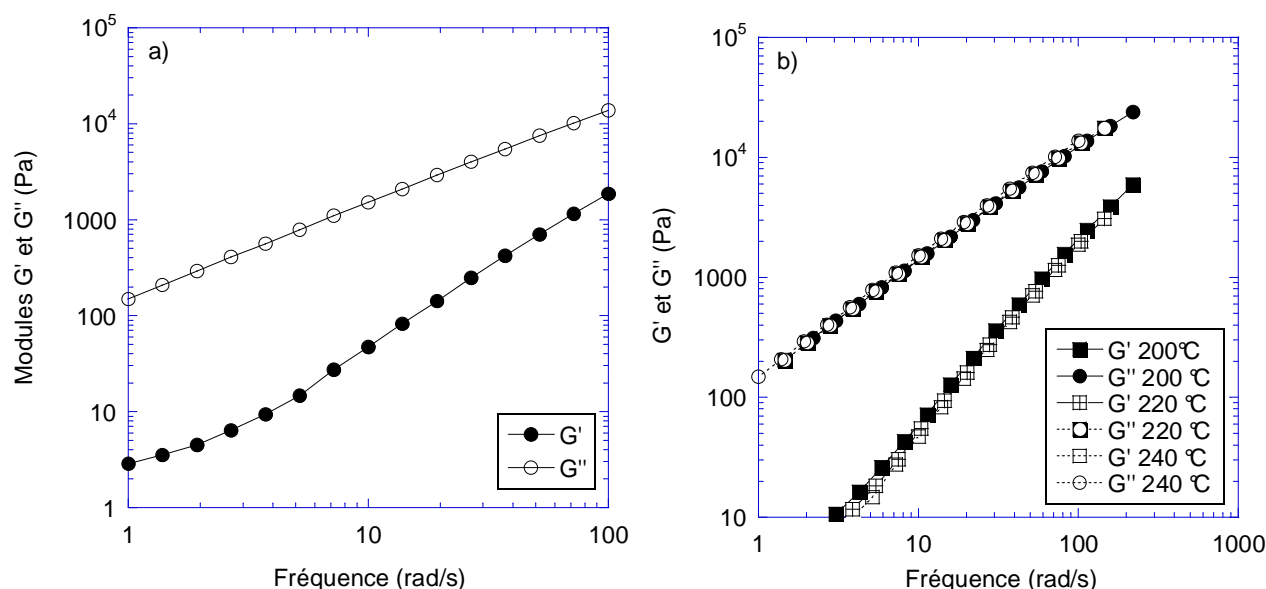 a)
Modules G' et G'' (Pa)
10^5
10^4
1000
100
10
1
1 10 100
Fréquence (rad/s)
G'
G''
b)
G' et G'' (Pa)
10^5
10^4
1000
100
10
1 10 100 1000
Fréquence (rad/s)
G' 200°C
G'' 200 °C
G' 220 °C
G'' 220 °C
G' 240 °C
G'' 240 °C